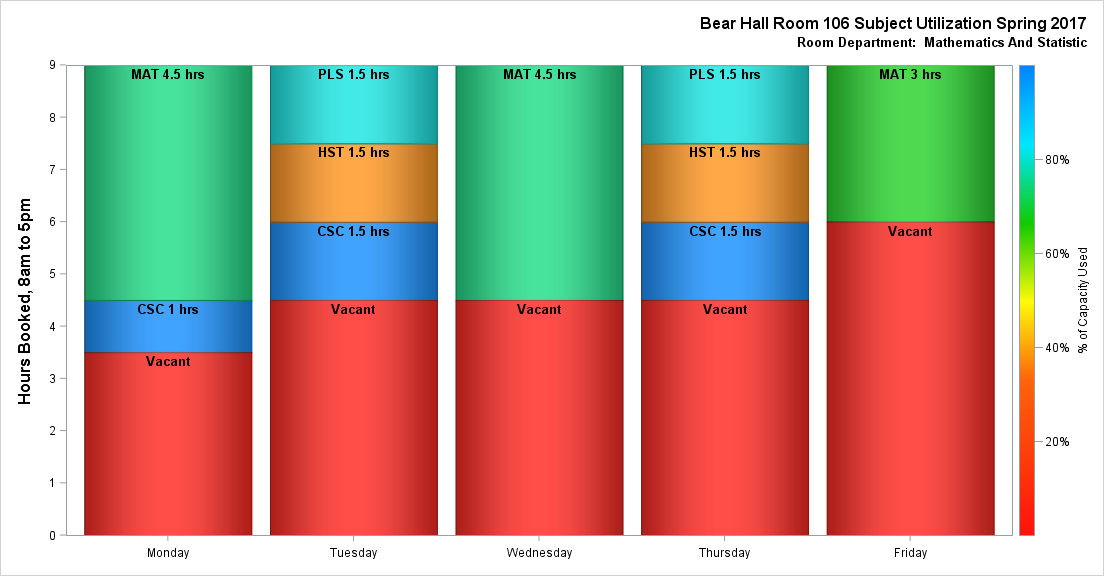 Bear Hall Room 106 Subject Utilization Spring 2017
Room Department:  Mathematics And Statistic
Hours Booked, 8am to 5pm
9
8
7
6
5
4
3
2
1
0
MAT 4.5 hrs
CSC 1 hrs
Vacant
Monday
PLS 1.5 hrs
HST 1.5 hrs
CSC 1.5 hrs
Vacant
Tuesday
MAT 4.5 hrs
Vacant
Wednesday
PLS 1.5 hrs
HST 1.5 hrs
CSC 1.5 hrs
Vacant
Thursday
MAT 3 hrs
Vacant
Friday
80%
60%
40%
20%
% of Capacity Used